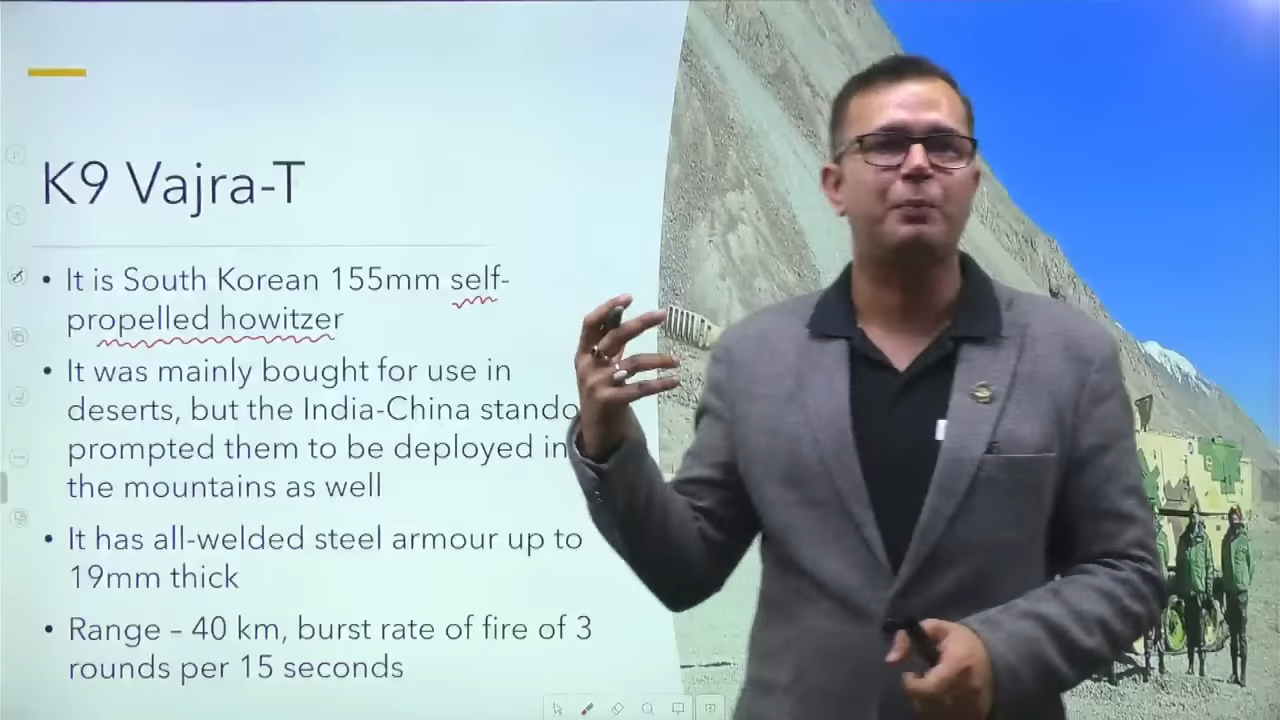 K9 Vajra-T
• It is South Korean 155mm self-
propelled howitzer
• It was mainly bought for use in
deserts, but the India-China stando
prompted them to be deployed in
the mountains as well
• It has all-welded steel armour up to
19mm thick
• Range – 40 km, burst rate of fire of 3
rounds per 15 seconds